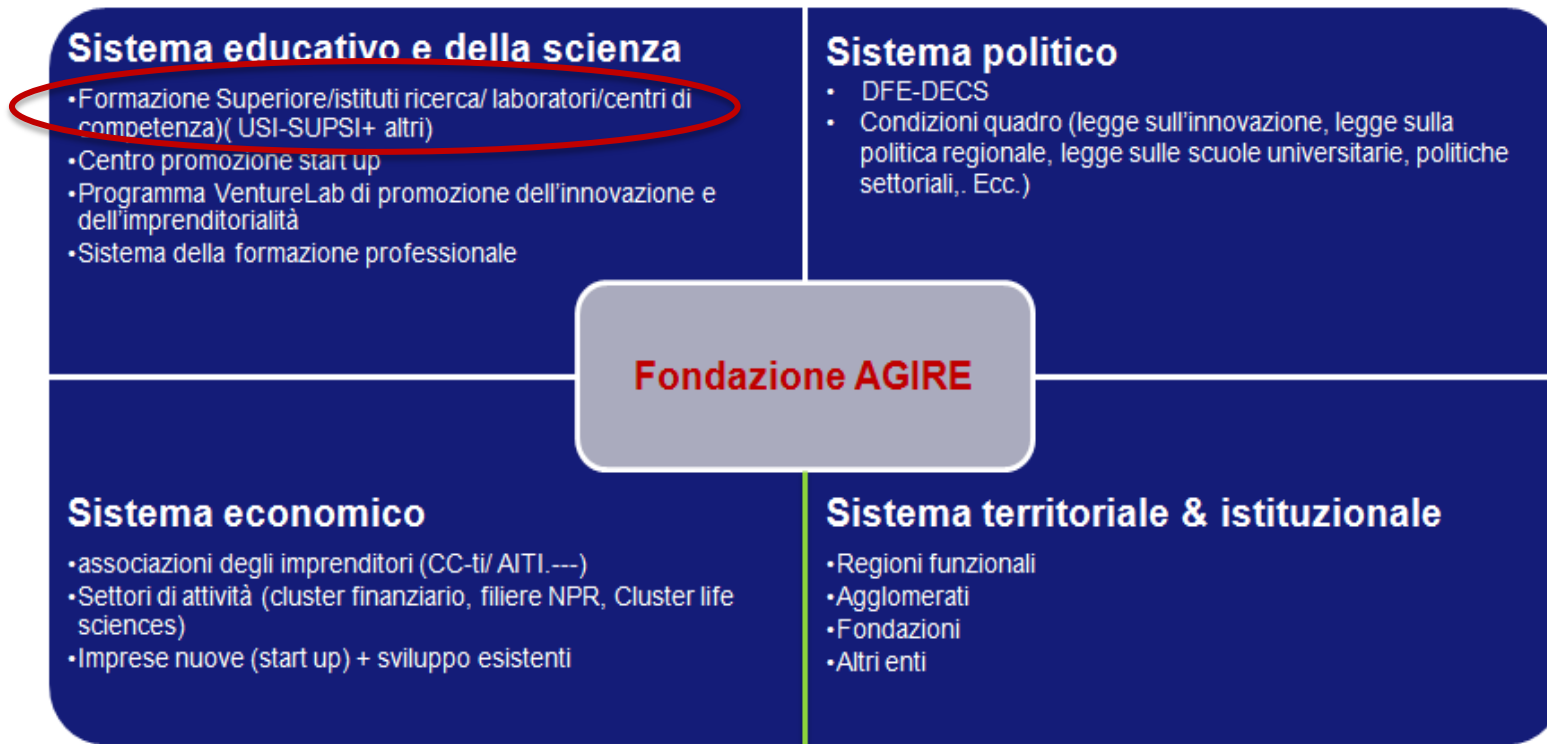 Sistema educativo e della scienza
•Formazione Superiore/istituti ricerca/ laboratori/centri di
competenza)( USI-SUPSI+ altri)
•Centro promozione start up
•Programma VentureLab di promozione dell’innovazione e
dell’imprenditorialità
•Sistema della formazione professionale
Sistema politico
• DFE-DECS
• Condizioni quadro (legge sull’innovazione, legge sulla
politica regionale, legge sulle scuole universitarie, politiche
settoriali,. Ecc.)
Fondazione AGIRE
Sistema economico
•associazioni degli imprenditori (CC-ti/ AITI.---)
•Settori di attività (cluster finanziario, filiere NPR, Cluster life
sciences)
•Imprese nuove (start up) + sviluppo esistenti
Sistema territoriale & istituzionale
•Regioni funzionali
•Agglomerati
•Fondazioni
•Altri enti